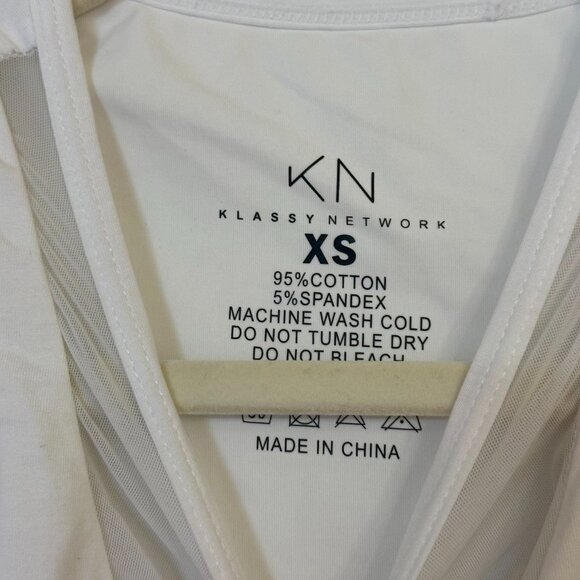 KN
KLASSY NETWORK
XS
95%COTTON
5%SPANDEX
MACHINE WASH COLD
DO NOT TUMBLE DRY
DO NOT BLEACH
MADE IN CHINA